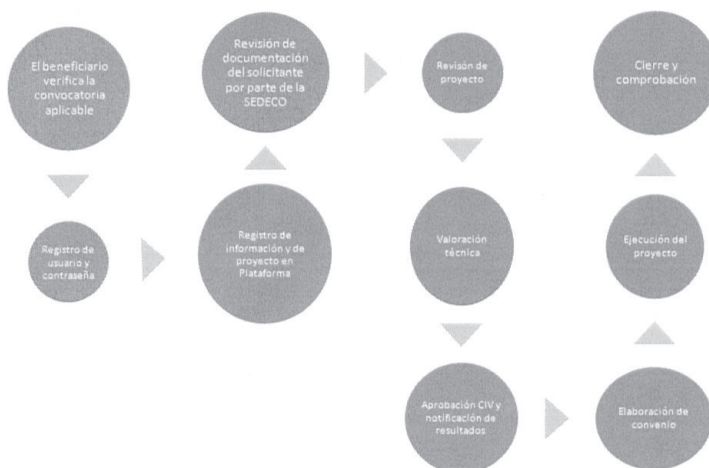 El beneficiario
verifica la
convocatoria
aplicable
Registro de
usuario y
contraseña
Registro de
información y de
proyecto en
Plataforma
Revisión de
documentación
del solicitante
por parte de la
SEDECO
Revisón de
proyecto
Valoración
técnica
Aprobación CIV y
notificación de
resultados
Elaboración de
convenio
Ejecución del
proyecto
Cierre y
comprobación